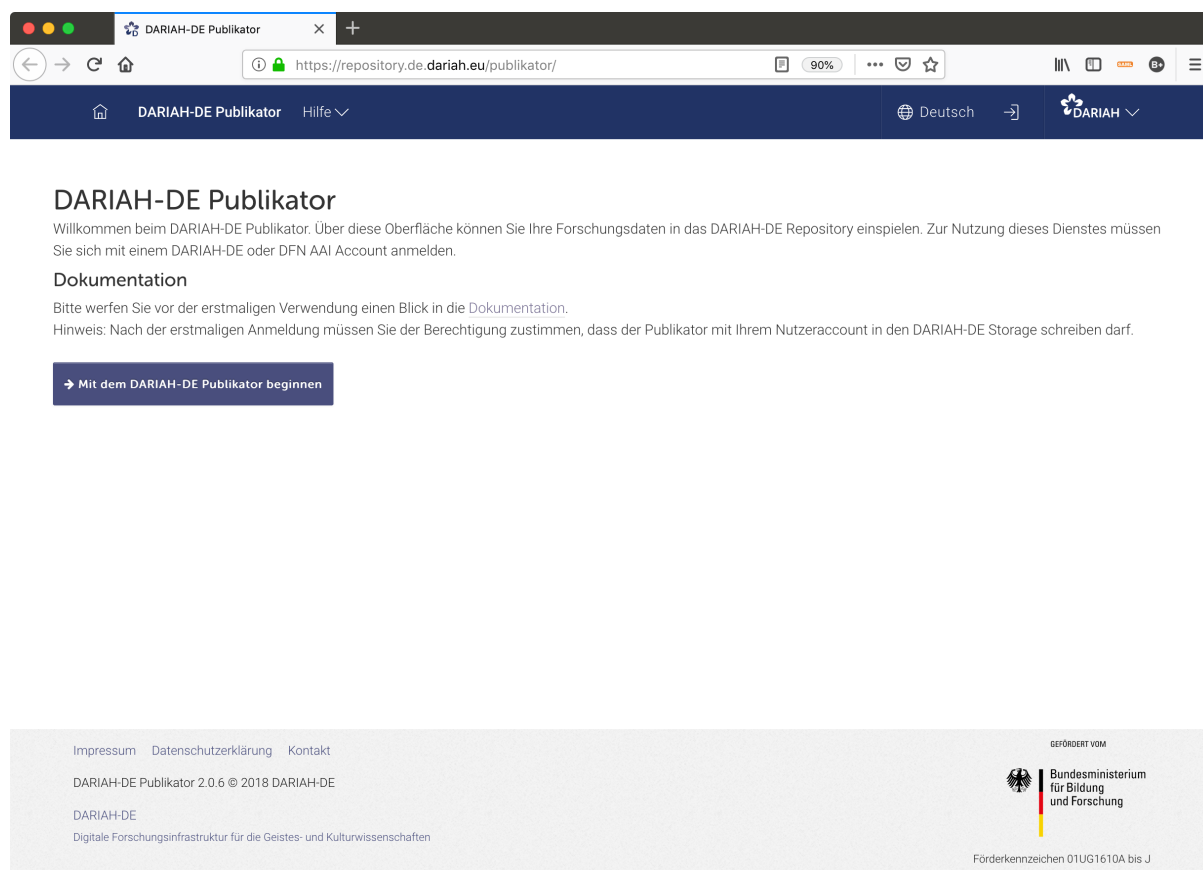 DARIAH-DE Publikator
https://repository.de.dariah.eu/publikator/
90%
DARIAH-DE Publikator Hilfe
Deutsch
DARIAH
DARIAH-DE Publikator
Willkommen beim DARIAH-DE Publikator. Über diese Oberfläche können Sie Ihre Forschungsdaten in das DARIAH-DE Repository einspielen. Zur Nutzung dieses Dienstes müssen
Sie sich mit einem DARIAH-DE oder DFN AAI Account anmelden.
Dokumentation
Bitte werfen Sie vor der erstmaligen Verwendung einen Blick in die Dokumentation.
Hinweis: Nach der erstmaligen Anmeldung müssen Sie der Berechtigung zustimmen, dass der Publikator mit Ihrem Nutzeraccount in den DARIAH-DE Storage schreiben darf.
→ Mit dem DARIAH-DE Publikator beginnen
Impressum Datenschutzerklärung Kontakt
DARIAH-DE Publikator 2.0.6 © 2018 DARIAH-DE
DARIAH-DE
Digitale Forschungsinfrastruktur für die Geistes- und Kulturwissenschaften
GEFÖRDERT VOM
Bundesministerium
für Bildung
und Forschung
Förderkennzeichen 01UG1610A bis J